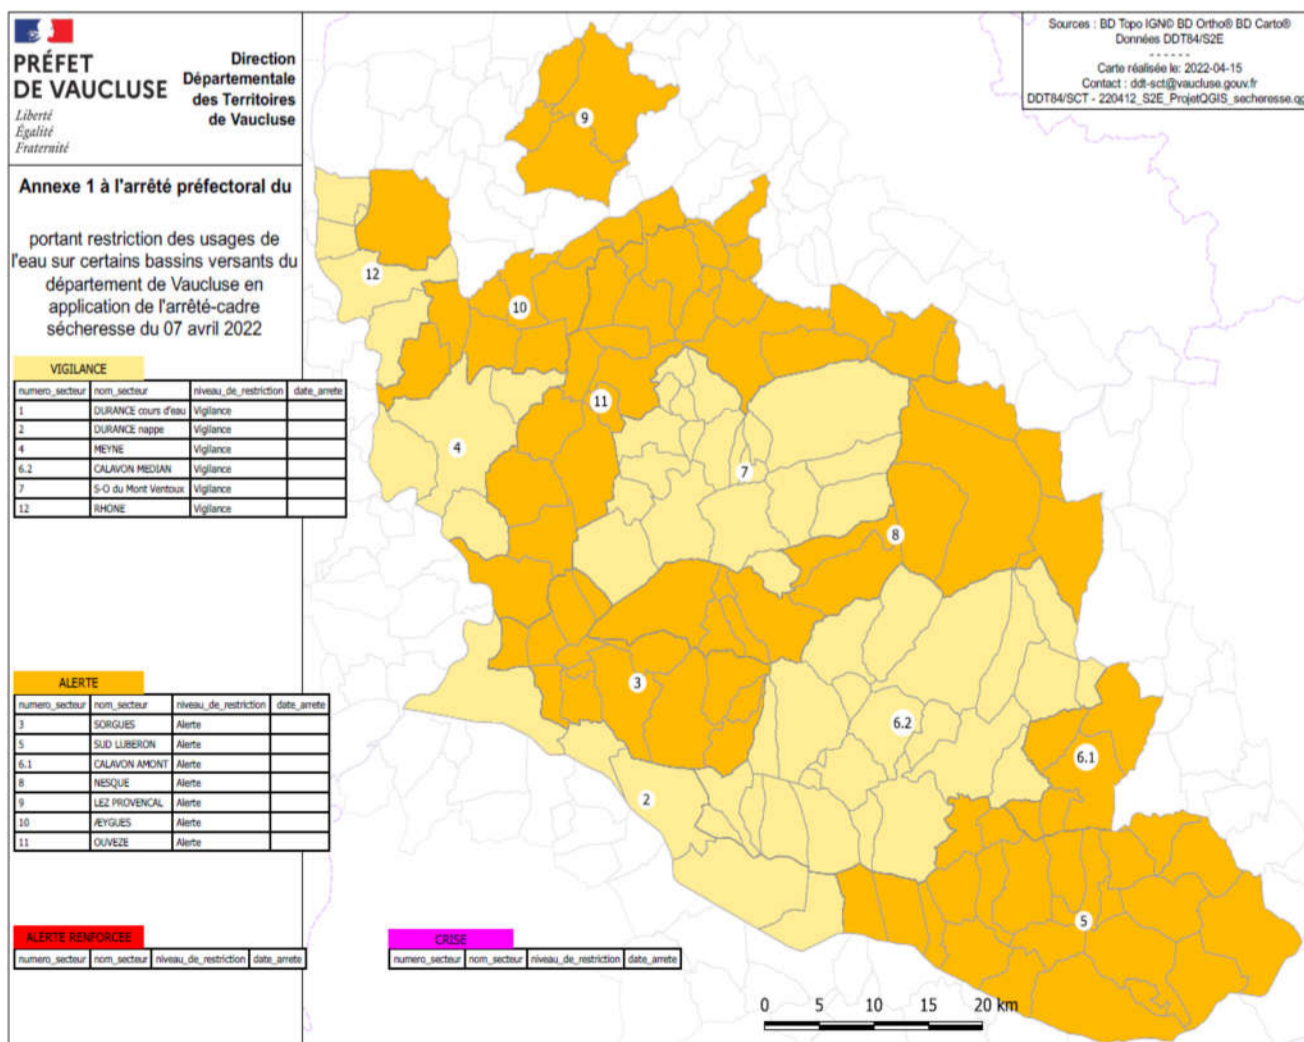 PRÉFET
DE VAUCLUSE
Liberté
Égalité
Fraternité
Direction
Départementale
des Territoires
de Vaucluse
Annexe 1 à l'arrêté préfectoral du
portant restriction des usages de
l'eau sur certains bassins versants du
département de Vaucluse en
application de l'arrêté-cadre
sécheresse du 07 avril 2022
VIGILANCE
numero_secteur nom_secteur niveau_de_restriction date_arrete
1 DURANCE cours d'eau Vigilance
2 DURANCE nappe Vigilance
4 MEYNE Vigilance
6.2 CALAVON MEDIAN Vigilance
7 S-O du Mont Ventoux Vigilance
12 RHONE Vigilance
ALERTE
numero_secteur nom_secteur niveau_de_restriction date_arrete
3 SORGUES Alerte
5 SUD LUBERON Alerte
6.1 CALAVON AMONT Alerte
8 NESQUE Alerte
9 LEZ PROVENCAL Alerte
10 ÆYGUES Alerte
11 OUVEZE Alerte
ALERTE RENFORCEE
numero_secteur nom_secteur niveau_de_restriction date_arrete
CRISE
numero_secteur nom_secteur niveau_de_restriction date_arrete
Sources : BD Topo IGN© BD Ortho® BD Carto®
Données DDT84/S2E
- - - - - -
Carte réalisée le: 2022-04-15
Contact : ddt-sct@vaucluse.gouv.fr
DDT84/SCT - 220412_S2E_ProjetQGIS_secheresse.qg
9
12
10
11
4
7
8
3
6.2
6.1
2
5
0 5 10 15 20 km